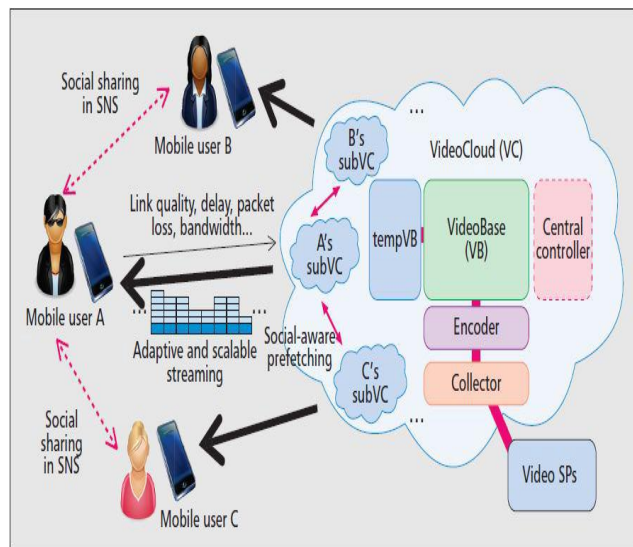 Social sharing
in SNS
Mobile user B
...
B's
subVC
VideoCloud (VC)
Link quality, delay, packet
loss, bandwidth...
A's
subVC
tempVB
VideoBase
(VB)
Central
controller
Mobile user A
...
...
Adaptive and scalable
streaming
Social-aware
prefetching
Encoder
C's
subVC
Collector
...
Social
sharing
in SNS
Video SPs
Mobile user C